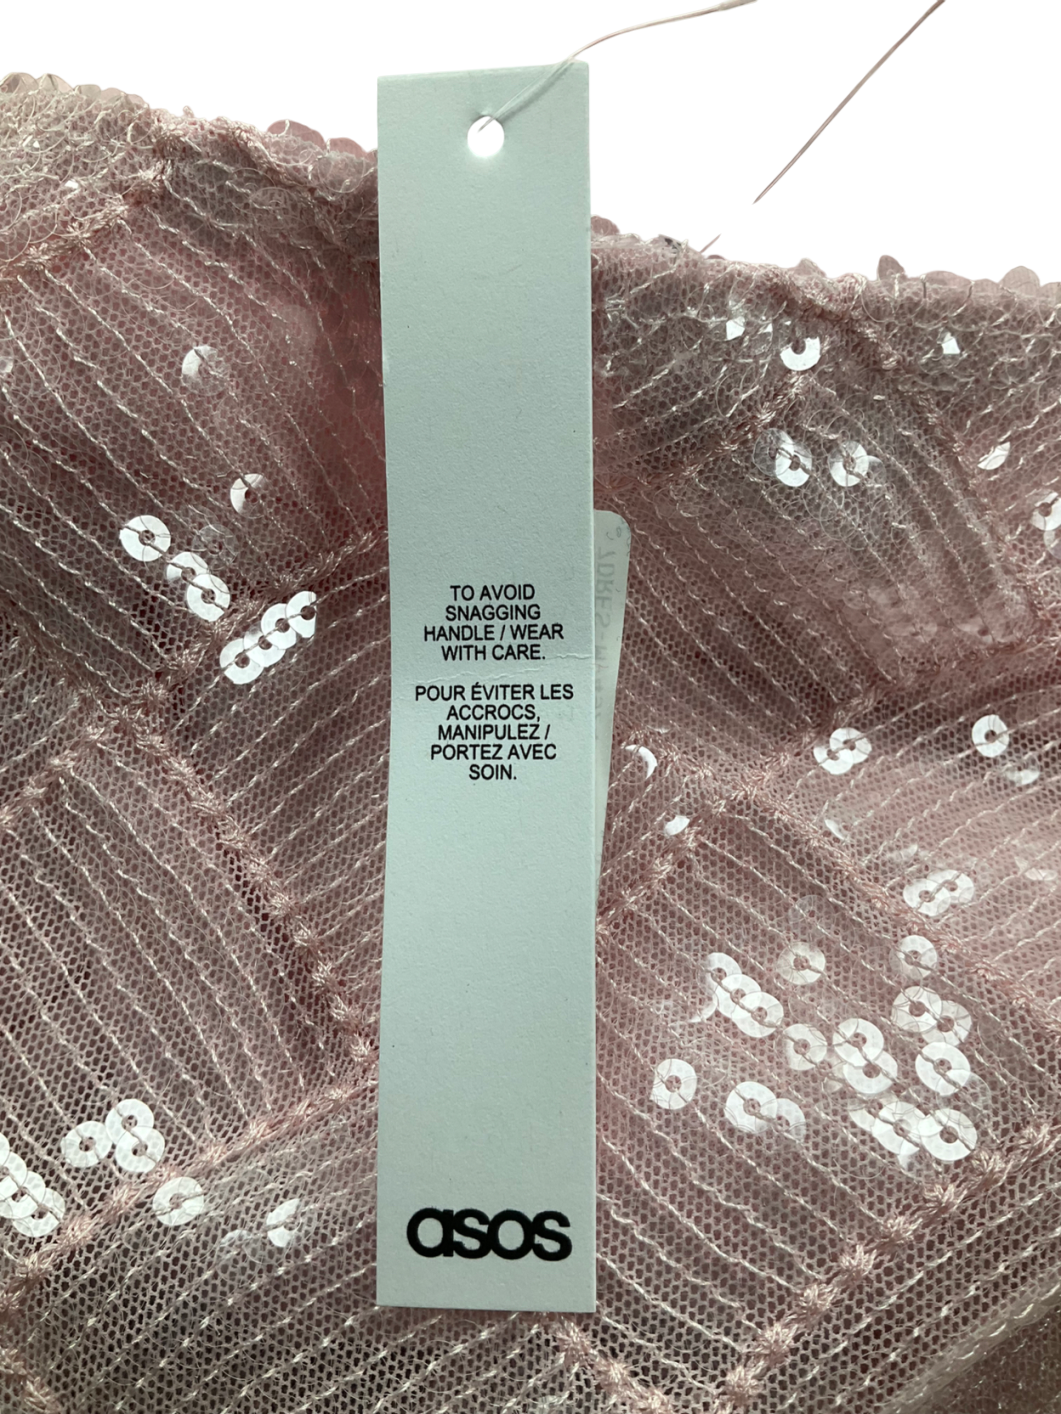 TO AVOID
SNAGGING
HANDLE / WEAR
WITH CARE.
POUR ÉVITER LES
ACCROCS,
MANIPULEZ /
PORTEZ AVEC
SOIN.
asos